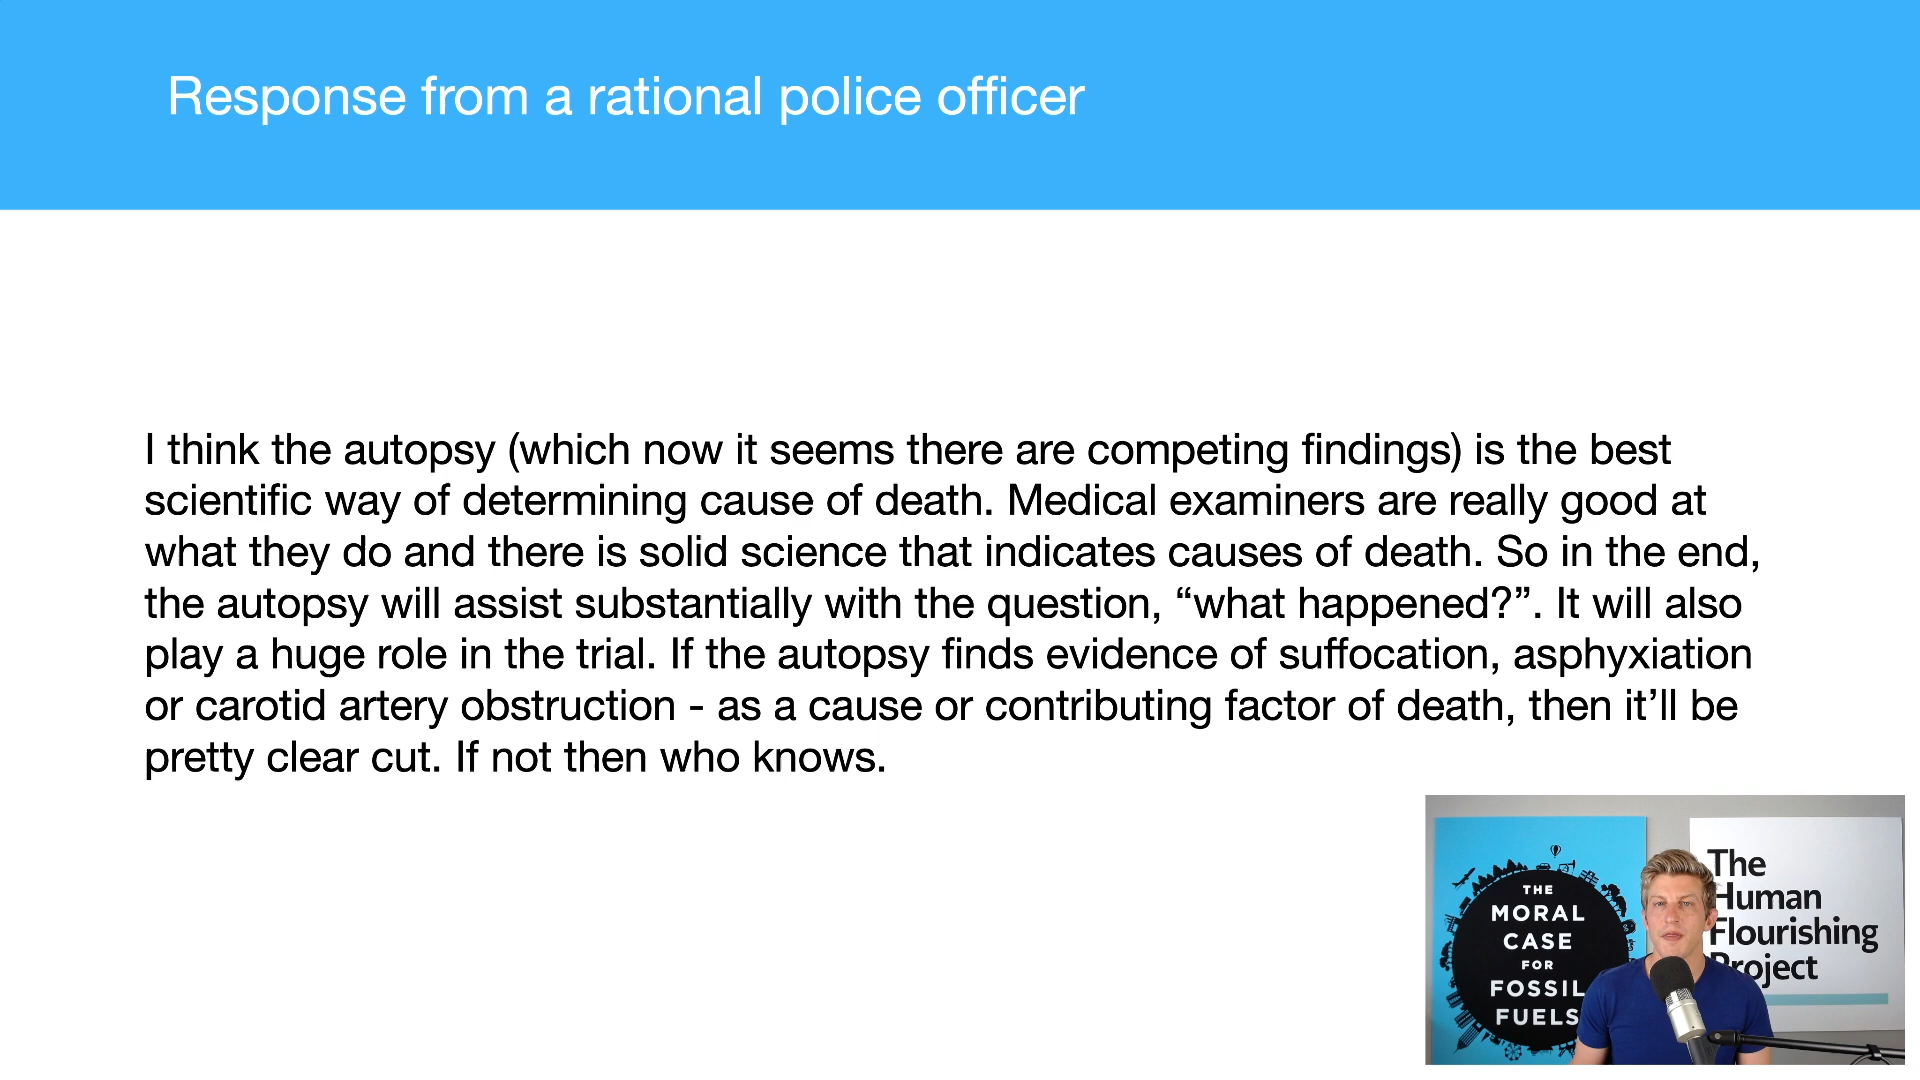 Response from a rational police officer
I think the autopsy (which now it seems there are competing findings) is the best
scientific way of determining cause of death. Medical examiners are really good at
what they do and there is solid science that indicates causes of death. So in the end,
the autopsy will assist substantially with the question, “what happened?”. It will also
play a huge role in the trial. If the autopsy finds evidence of suffocation, asphyxiation
or carotid artery obstruction - as a cause or contributing factor of death, then it’ll be
pretty clear cut. If not then who knows.
THE
MORAL
CASE
FOR
FOSSIL
FUELS
The
Human
Flourishing
Project